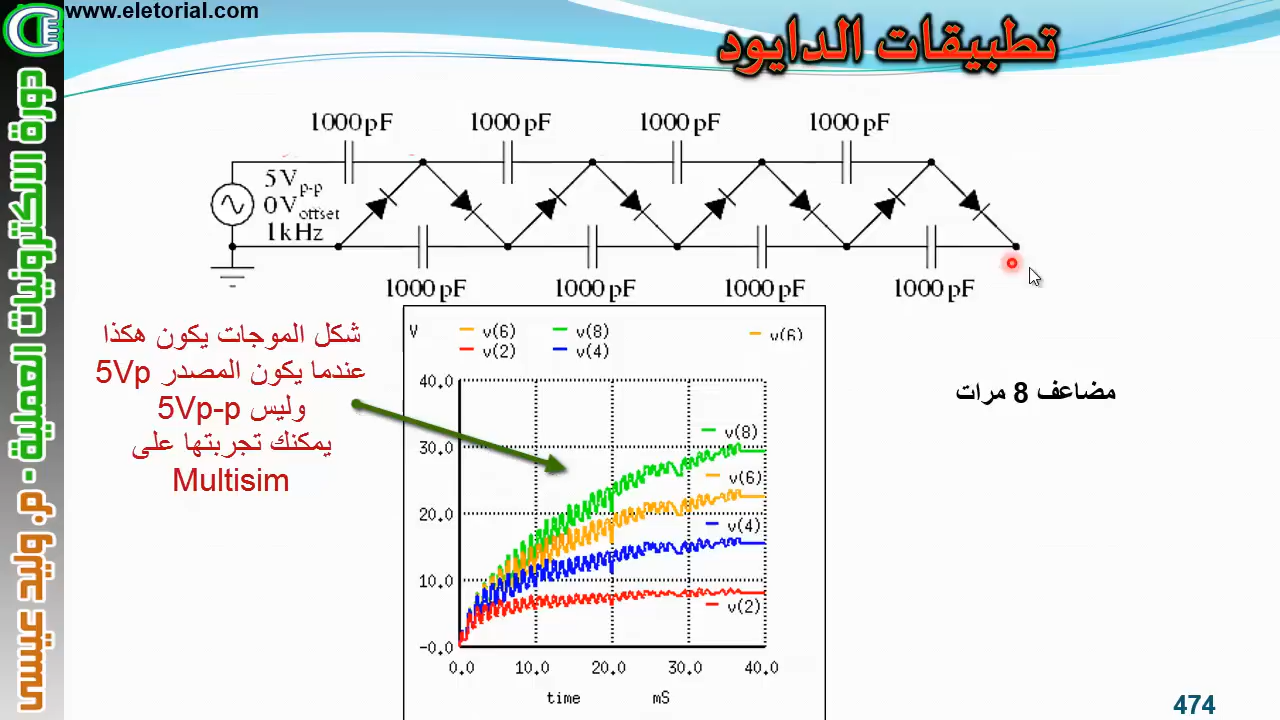 www.eletorial.com
تطبيقات الدايود
دورة الالكترونيات العملية - م. وليد عيسى
1000pF 1000pF 1000pF 1000pF
5Vp-p
0Voffset
1kHz
1000pF 1000pF 1000pF 1000pF
شكل الموجات يكون هكذا
عندما يكون المصدر 5Vp
وليس 5Vp-p
يمكنك تجربتها على
Multisim
V v(6) v(8) v(6)
v(2) v(4)
40.0
v(8)
30.0
v(6)
20.0
v(4)
10.0
v(2)
-0.0
0.0 10.0 20.0 30.0 40.0
time mS
مضاعف 8 مرات
474